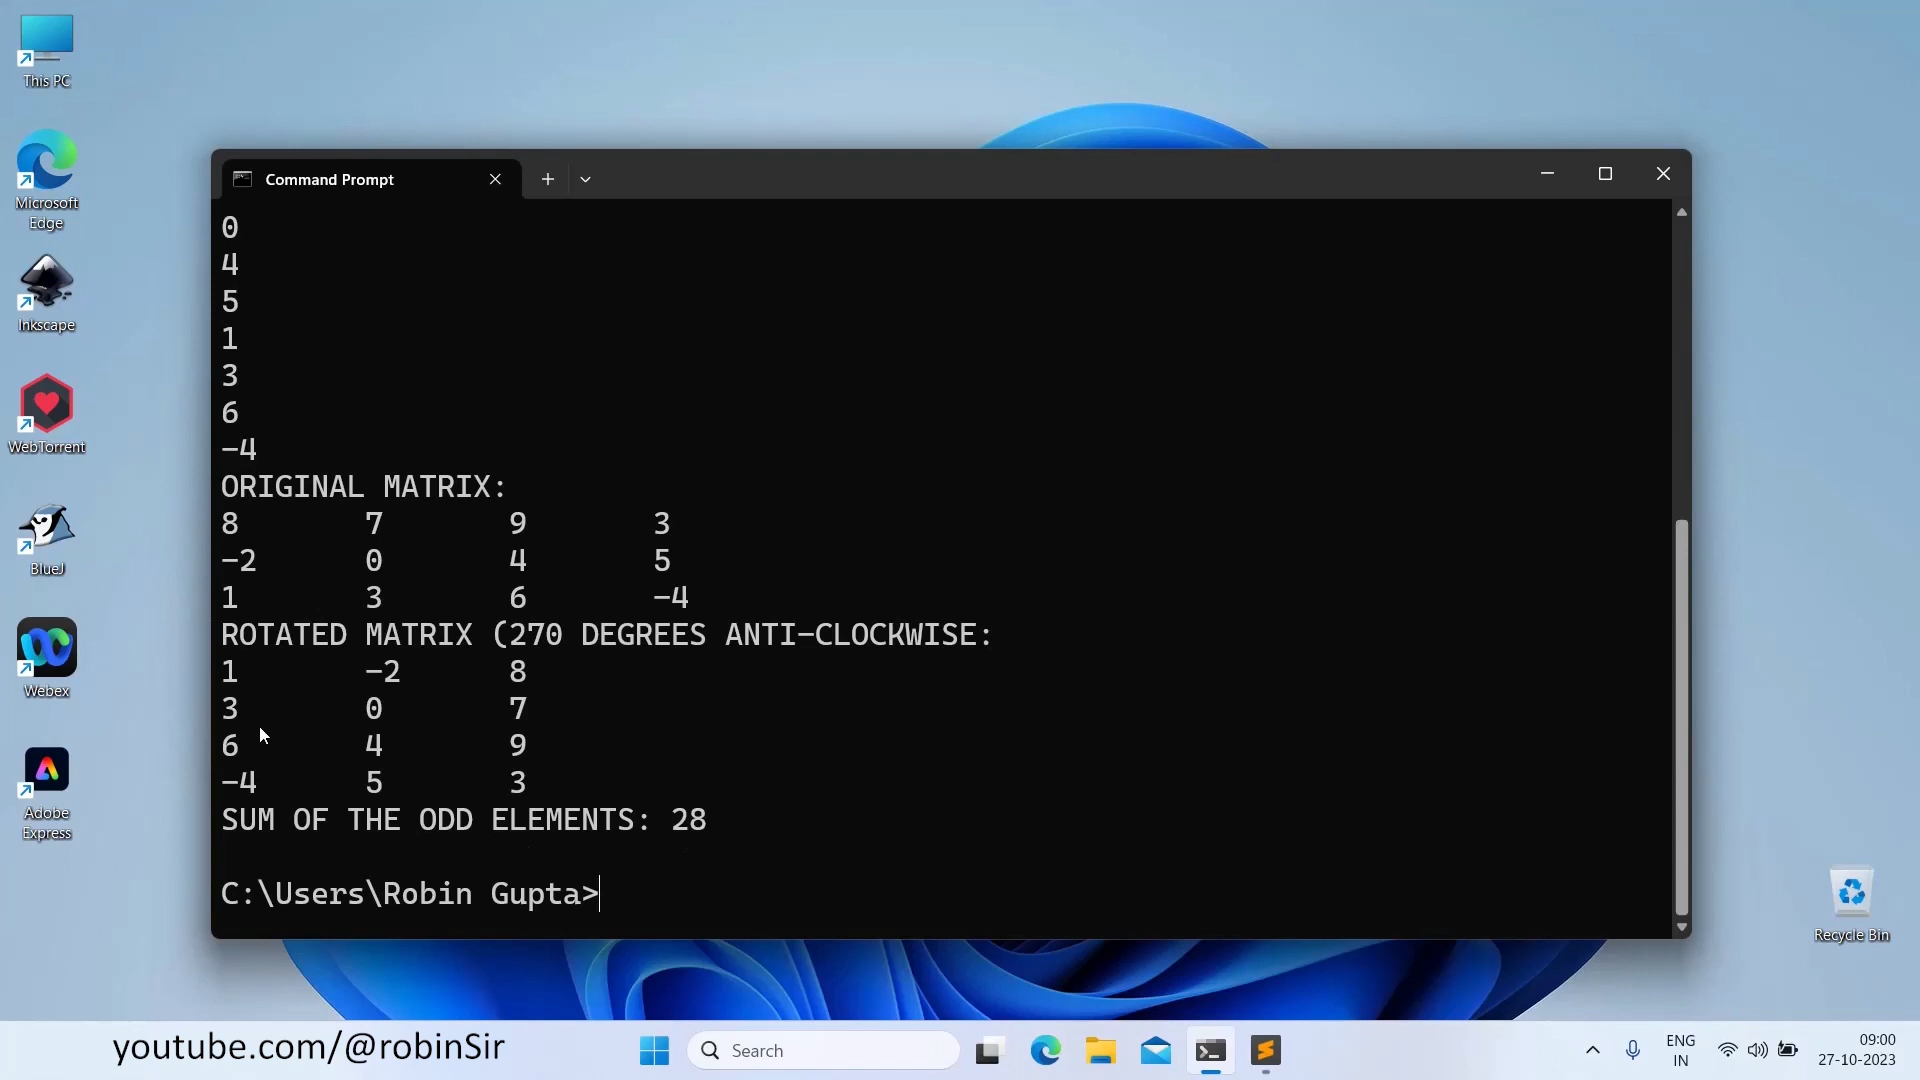 This PC
Microsoft
Edge
Inkscape
WebTorrent
BlueJ
Webex
Adobe
Express
Recycle Bin
Command Prompt
0
4
5
1
3
6
-4
ORIGINAL MATRIX:
8 7 9 3
-2 0 4 5
1 3 6 -4
ROTATED MATRIX (270 DEGREES ANTI-CLOCKWISE:
1 -2 8
3 0 7
6 4 9
-4 5 3
SUM OF THE ODD ELEMENTS: 28
C:\Users\Robin Gupta>
youtube.com/@robinSir
Search
ENG
IN
09:00
27-10-2023